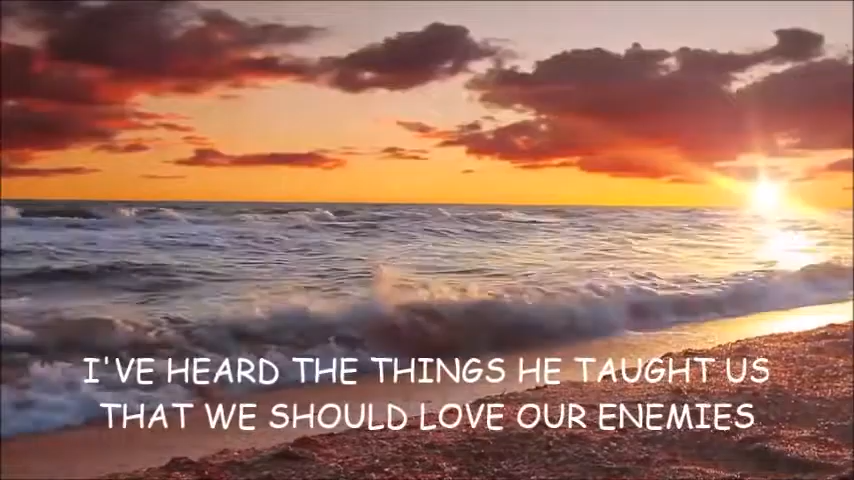 I'VE HEARD THE THINGS HE TAUGHT US
THAT WE SHOULD LOVE OUR ENEMIES